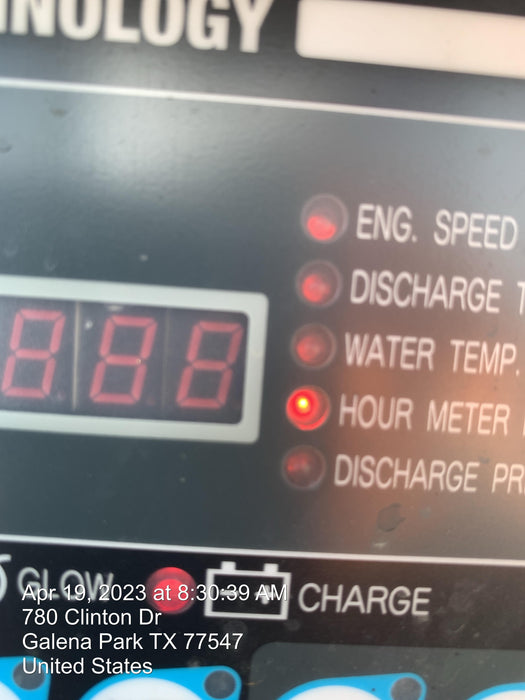 NOLOGY
ENG. SPEED
DISCHARGE T
WATER TEMP.
888
HOUR METER
DISCHARGE PR
GLOW
CHARGE
Apr 19, 2023 at 8:30:39 AM
780 Clinton Dr
Galena Park TX 77547
United States